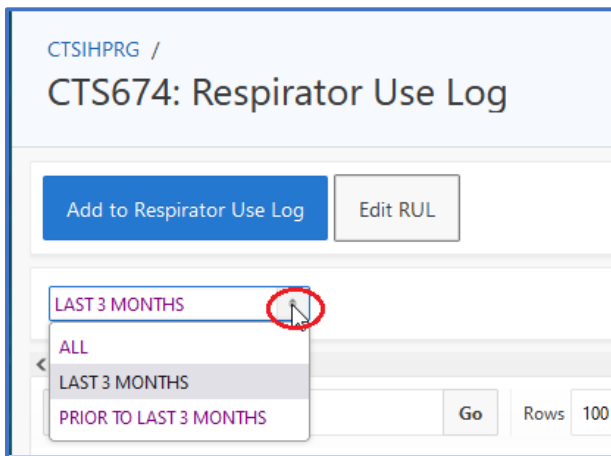 CTSIHPRG /
CTS674: Respirator Use Log
Add to Respirator Use Log Edit RUL
LAST 3 MONTHS
ALL
LAST 3 MONTHS
PRIOR TO LAST 3 MONTHS
Go Rows 100